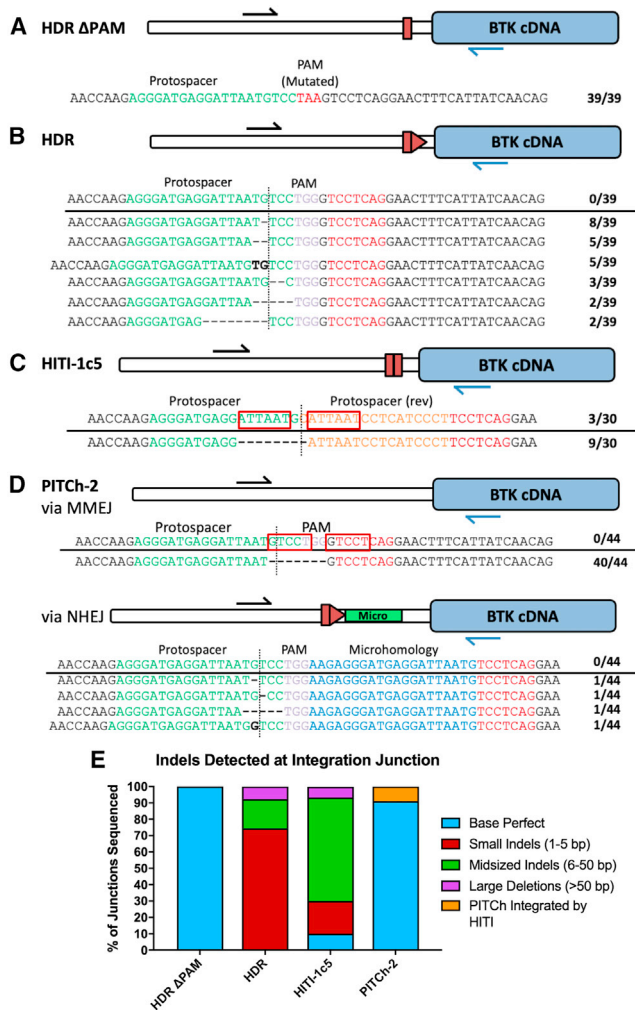 A HDR ΔPAM
BTK cDNA
PAM
Protospacer (Mutated)
AACCAAGAGGGATGAGGATTAATGTCCTAAGTCCTCAGGAACTTTCATTATCAACAG 39/39
B HDR
BTK cDNA
Protospacer PAM
AACCAAGAGGGATGAGGATTAATGTCCTGGGTCCTCAGGAACTTTCATTATCAACAG 0/39
AACCAAGAGGGATGAGGATTAAT-TCCTGGGTCCTCAGGAACTTTCATTATCAACAG 8/39
AACCAAGAGGGATGAGGATTAA--TCCTGGGTCCTCAGGAACTTTCATTATCAACAG 5/39
AACCAAGAGGGATGAGGATTAATGTGTCCTGGGTCCTCAGGAACTTTCATTATCAACAG 5/39
AACCAAGAGGGATGAGGATTAATG--CTGGGTCCTCAGGAACTTTCATTATCAACAG 3/39
AACCAAGAGGGATGAGGATTAA-----TGGGTCCTCAGGAACTTTCATTATCAACAG 2/39
AACCAAGAGGGATGAG--------TCCTGGGTCCTCAGGAACTTTCATTATCAACAG 2/39
C HITI-1c5
BTK cDNA
Protospacer Protospacer (rev)
AACCAAGAGGGATGAGGATTAATGCATTAATCCTCATCCCTTCCTCAGGAA 3/30
AACCAAGAGGGATGAGG--------ATTAATCCTCATCCCTTCCTCAGGAA 9/30
D PITCh-2
via MMEJ
BTK cDNA
Protospacer PAM
AACCAAGAGGGATGAGGATTAATGTCCTGGGTCCTCAGGAACTTTCATTATCAACAG 0/44
AACCAAGAGGGATGAGGATTAAT-------GTCCTCAGGAACTTTCATTATCAACAG 40/44
via NHEJ
Micro
BTK cDNA
Protospacer PAM Microhomology
AACCAAGAGGGATGAGGATTAATGTCCTGGAAGAGGGATGAGGATTAATGTCCTCAGGAA 0/44
AACCAAGAGGGATGAGGATTAAT-TCCTGGAAGAGGGATGAGGATTAATGTCCTCAGGAA 1/44
AACCAAGAGGGATGAGGATTAATG-CCTGGAAGAGGGATGAGGATTAATGTCCTCAGGAA 1/44
AACCAAGAGGGATGAGGATTAA-----TGGAAGAGGGATGAGGATTAATGTCCTCAGGAA 1/44
AACCAAGAGGGATGAGGATTAATGGTCCTGGAAGAGGGATGAGGATTAATGTCCTCAGGAA 1/44
E Indels Detected at Integration Junction
% of Junctions Sequenced
100
90
80
70
60
50
40
30
20
10
0
HDR ΔPAM
HDR
HITI-1c5
PITCh-2
Base Perfect
Small Indels (1-5 bp)
Midsized Indels (6-50 bp)
Large Deletions (>50 bp)
PITCh Integrated by
HITI